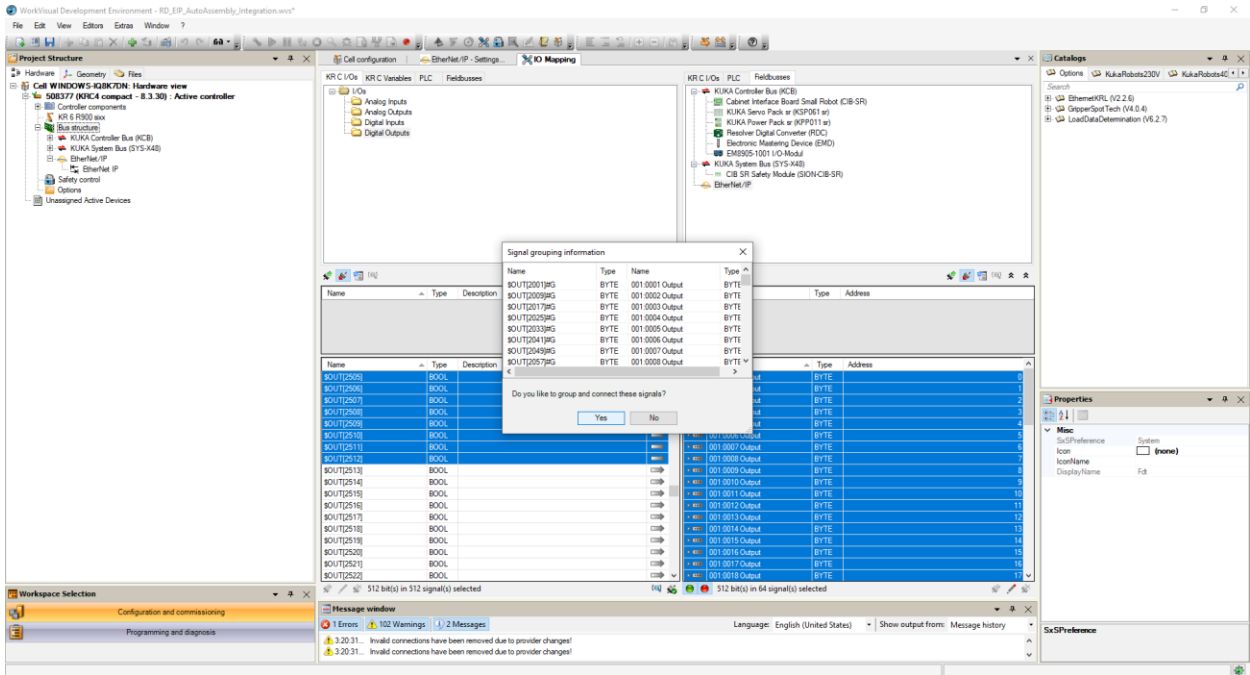 WorkVisual Development Environment - RD_EIP_AutoAssembly_Integration.wvs*
File Edit View Editors Extras Window ?
Project Structure
Hardware Geometry Files
Cell WINDOWS-IQ8K7DN: Hardware view
508377 (KRC4 compact - 8.3.30) : Active controller
Controller components
KR 6 R900 sixx
Bus structure
KUKA Controller Bus (KCB)
KUKA System Bus (SYS-X48)
EtherNet/IP
EtherNet IP
Safety control
Options
Unassigned Active Devices
Workspace Selection
Configuration and commissioning
Programming and diagnosis
Cell configuration EtherNet/IP - Settings... IO Mapping
KR C I/Os KR C Variables PLC Fieldbusses
I/Os
Analog Inputs
Analog Outputs
Digital Inputs
Digital Outputs
KR C I/Os PLC Fieldbusses
KUKA Controller Bus (KCB)
Cabinet Interface Board Small Robot (CIB-SR)
KUKA Servo Pack sr (KSP061 sr)
KUKA Power Pack sr (KPP011 sr)
Resolver Digital Converter (RDC)
Electronic Mastering Device (EMD)
EM8905-1001 I/O-Modul
KUKA System Bus (SYS-X48)
CIB SR Safety Module (SION-CIB-SR)
EtherNet/IP
Name Type Description
Type Address
Signal grouping information
Name Type Name Type
$OUT[2001]#G BYTE 001:0001 Output BYTE
$OUT[2009]#G BYTE 001:0002 Output BYTE
$OUT[2017]#G BYTE 001:0003 Output BYTE
$OUT[2025]#G BYTE 001:0004 Output BYTE
$OUT[2033]#G BYTE 001:0005 Output BYTE
$OUT[2041]#G BYTE 001:0006 Output BYTE
$OUT[2049]#G BYTE 001:0007 Output BYTE
$OUT[2057]#G BYTE 001:0008 Output BYTE
Do you like to group and connect these signals?
Yes No
Name Type Description
$OUT[2505] BOOL
$OUT[2506] BOOL
$OUT[2507] BOOL
$OUT[2508] BOOL
$OUT[2509] BOOL
$OUT[2510] BOOL
$OUT[2511] BOOL
$OUT[2512] BOOL
$OUT[2513] BOOL
$OUT[2514] BOOL
$OUT[2515] BOOL
$OUT[2516] BOOL
$OUT[2517] BOOL
$OUT[2518] BOOL
$OUT[2519] BOOL
$OUT[2520] BOOL
$OUT[2521] BOOL
$OUT[2522] BOOL
512 bit(s) in 512 signal(s) selected
Type Address
BYTE 0
BYTE 1
BYTE 2
BYTE 3
BYTE 4
001:0006 Output BYTE 5
001:0007 Output BYTE 6
001:0008 Output BYTE 7
001:0009 Output BYTE 8
001:0010 Output BYTE 9
001:0011 Output BYTE 10
001:0012 Output BYTE 11
001:0013 Output BYTE 12
001:0014 Output BYTE 13
001:0015 Output BYTE 14
001:0016 Output BYTE 15
001:0017 Output BYTE 16
001:0018 Output BYTE 17
512 bit(s) in 64 signal(s) selected
Message window
1 Errors 102 Warnings 2 Messages Language: English (United States) Show output from: Message history
3:20:31... Invalid connections have been removed due to provider changes!
3:20:31... Invalid connections have been removed due to provider changes!
Catalogs
Options KukaRobots230V KukaRobots40
Search
EthernetKRL (V2.2.6)
GripperSpotTech (V4.0.4)
LoadDataDetermination (V6.2.7)
Properties
Misc
SxSPreference System
Icon (none)
IconName
DisplayName Fdt
SxSPreference